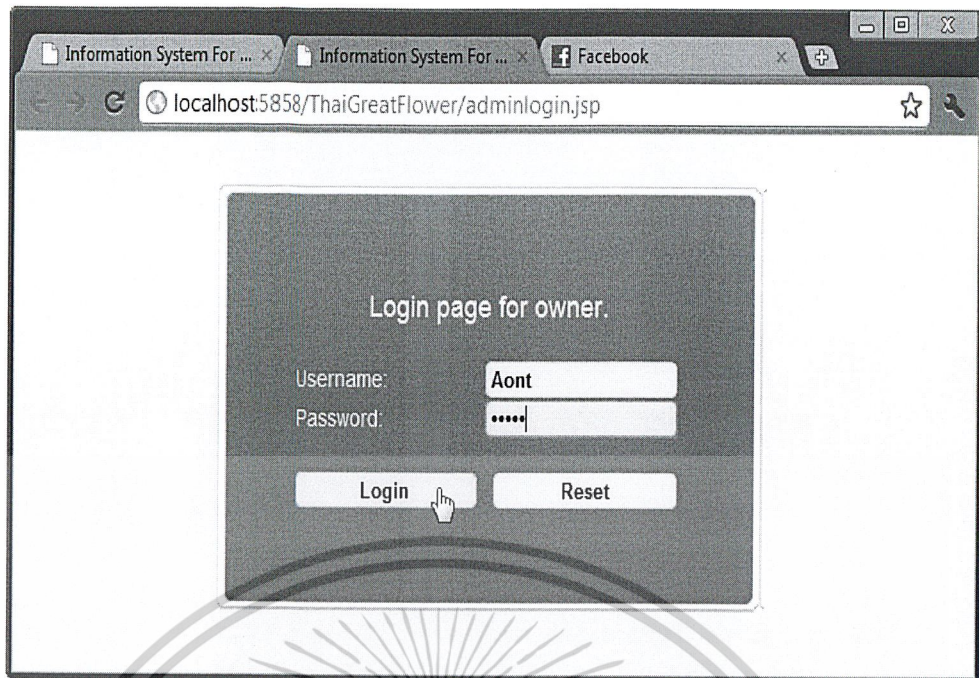 Information System For ... × Information System For ... × Facebook ×
localhost:5858/ThaiGreatFlower/adminlogin.jsp
Login page for owner.
Username: Aont
Password: •••••
Login Reset